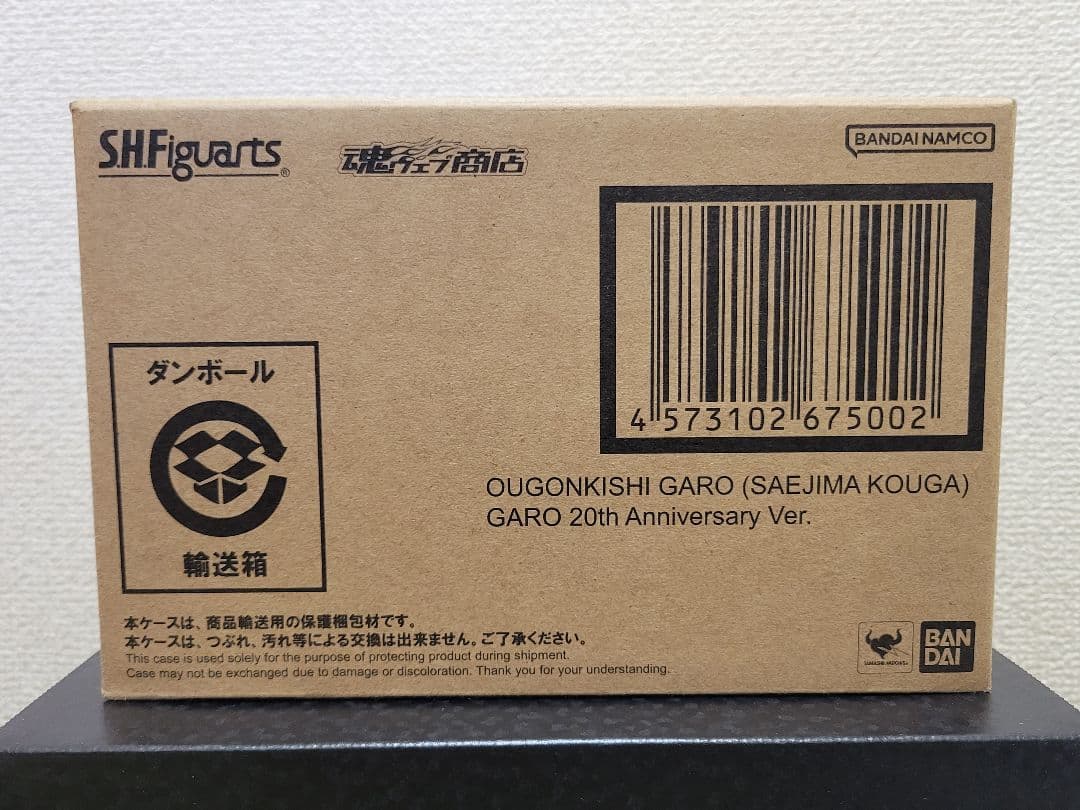 S.H.Figuarts®
魂ウェブ商店
BANDAI NAMCO
4 573102 675002
OUGONKISHI GARO (SAEJIMA KOUGA)
GARO 20th Anniversary Ver.
ダンボール
輸送箱
本ケースは、商品輸送用の保護梱包材です。
本ケースは、つぶれ、汚れ等による交換は出来ません。ご了承ください。
This case is used solely for the purpose of protecting product during shipment.
Case may not be exchanged due to damage or discoloration. Thank you for your understanding.
TAMASHII NATIONS
BAN
DAI